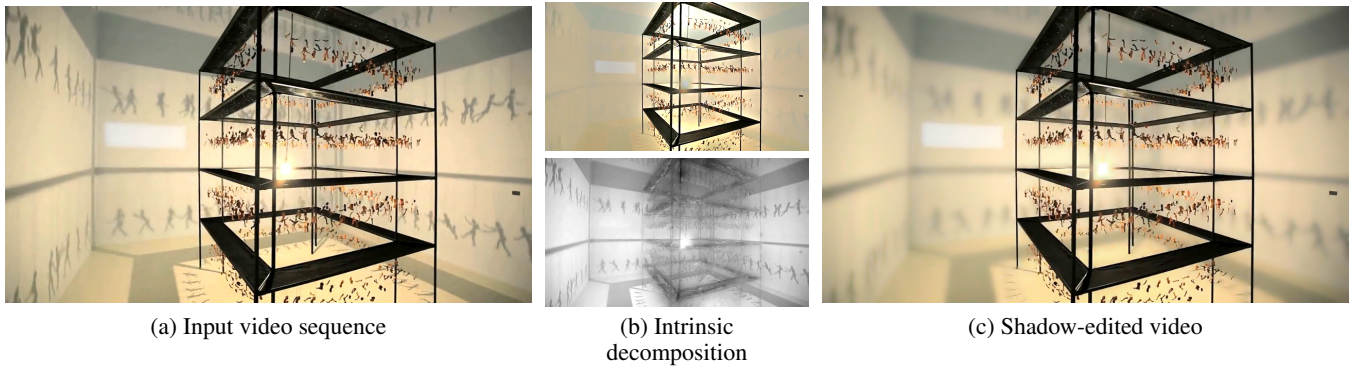 (a) Input video sequence
(b) Intrinsic
decomposition
(c) Shadow-edited video